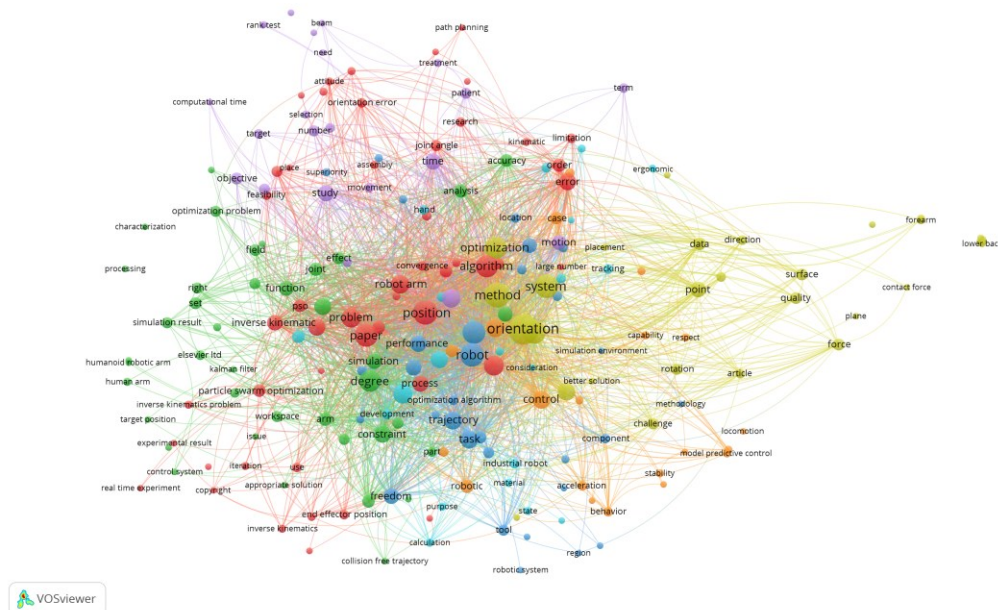 rank test
beam
need
path planning
treatment
attitude
computational time
orientation error
patient
term
selection
number
target
research
joint angle
kinematic
limitation
place
assembly
superiority
time
accuracy
order
ergonomic
objective
feasibility
study
movement
analysis
error
optimization problem
hand
location
case
forearm
characterization
field
effect
optimization
motion
placement
data
direction
lower bac
processing
joint
convergence
algorithm
large number
tracking
right
function
robot arm
system
point
surface
contact force
set
pso
position
method
quality
simulation result
inverse kinematic
problem
paper
orientation
capability
respect
plane
performance
robot
simulation environment
force
humanoid robotic arm
elsevier ltd
kalman filter
simulation
consideration
rotation
article
human arm
degree
process
better solution
particle swarm optimization
optimization algorithm
control
methodology
inverse kinematics problem
target position
workspace
arm
development
trajectory
challenge
locomotion
experimental result
issue
constraint
task
component
part
model predictive control
control system
iteration
use
industrial robot
stability
real time experiment
copyright
appropriate solution
freedom
robotic
material
acceleration
inverse kinematics
end effector position
purpose
state
behavior
tool
calculation
region
collision free trajectory
robotic system
VOSviewer